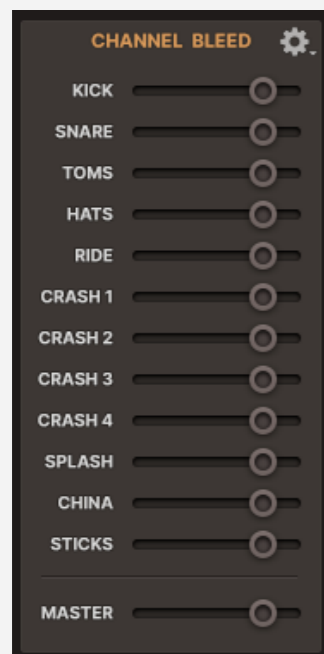 CHANNEL BLEED
KICK
SNARE
TOMS
HATS
RIDE
CRASH 1
CRASH 2
CRASH 3
CRASH 4
SPLASH
CHINA
STICKS
MASTER